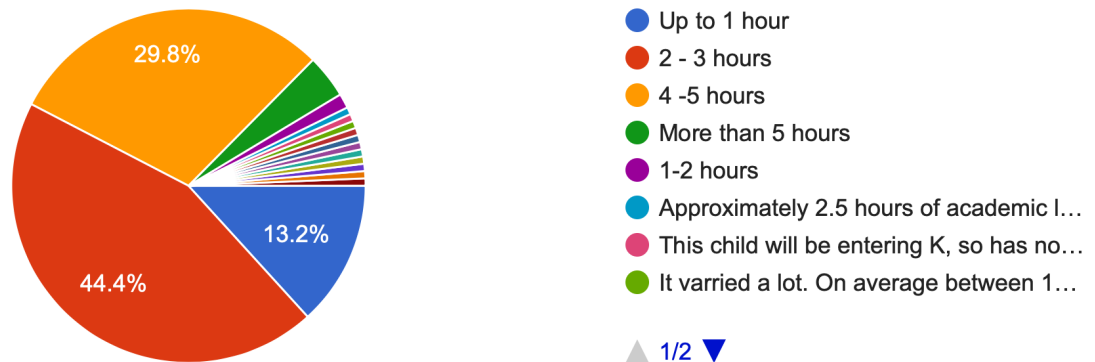 29.8%
13.2%
44.4%
Up to 1 hour
2 - 3 hours
4 -5 hours
More than 5 hours
1-2 hours
Approximately 2.5 hours of academic l…
This child will be entering K, so has no…
It varried a lot. On average between 1…
1/2